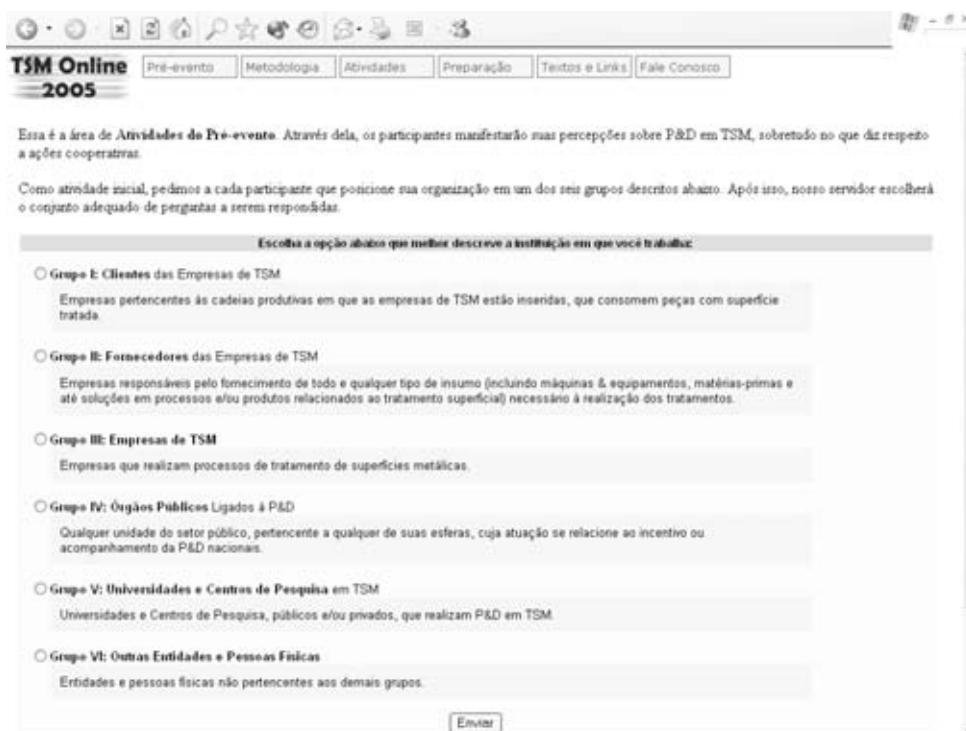 TSM Online
2005
Pré-evento Metodologia Atividades Preparação Textos e Links Fale Conosco
Essa é a área de Atividades do Pré-evento. Através dela, os participantes manifestarão suas percepções sobre P&D em TSM, sobretudo no que diz respeito
a ações cooperativas.
Como atividade inicial, pedimos a cada participante que posicione sua organização em um dos seis grupos descritos abaixo. Após isso, nosso servidor escolherá
o conjunto adequado de perguntas a serem respondidas.
Escolha a opção abaixo que melhor descreve a instituição em que você trabalha:
Grupo I: Clientes das Empresas de TSM
Empresas pertencentes às cadeias produtivas em que as empresas de TSM estão inseridas, que consomem peças com superfície
tratada.
Grupo II: Fornecedores das Empresas de TSM
Empresas responsáveis pelo fornecimento de todo e qualquer tipo de insumo (incluindo máquinas & equipamentos, matérias-primas e
até soluções em processos e/ou produtos relacionados ao tratamento superficial) necessário à realização dos tratamentos.
Grupo III: Empresas de TSM
Empresas que realizam processos de tratamento de superfícies metálicas.
Grupo IV: Órgãos Públicos Ligados à P&D
Qualquer unidade do setor público, pertencente a qualquer de suas esferas, cuja atuação se relacione ao incentivo ou
acompanhamento da P&D nacionais.
Grupo V: Universidades e Centros de Pesquisa em TSM
Universidades e Centros de Pesquisa, públicos e/ou privados, que realizam P&D em TSM.
Grupo VI: Outras Entidades e Pessoas Físicas
Entidades e pessoas físicas não pertencentes aos demais grupos.
Enviar